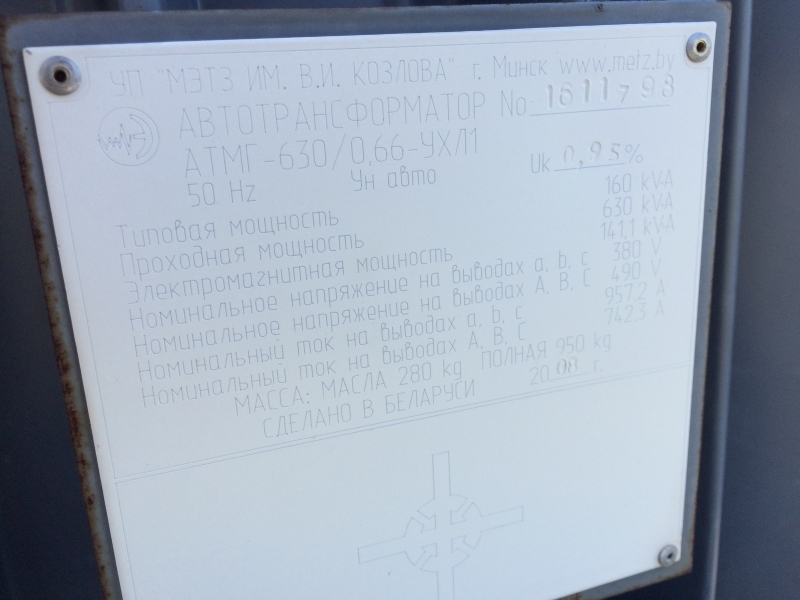 УП "МЭТЗ ИМ. В.И. КОЗЛОВА" г. Минск www.metz.by
АВТОТРАНСФОРМАТОР No 1611798
АТМГ-630/0,66-УХЛ1
50 Hz Ун авто Uk 0,95%
Типовая мощность 160 kV·A
Проходная мощность 630 kV·A
Электромагнитная мощность 141,1 kV·A
Номинальное напряжение на выводах a, b, c 380 V
Номинальное напряжение на выводах A, B, C 490 V
Номинальный ток на выводах a, b, c 957,2 A
Номинальный ток на выводах A, B, C 742,3 A
МАССА: МАСЛА 280 kg ПОЛНАЯ 950 kg
СДЕЛАНО В БЕЛАРУСИ 2008 г.